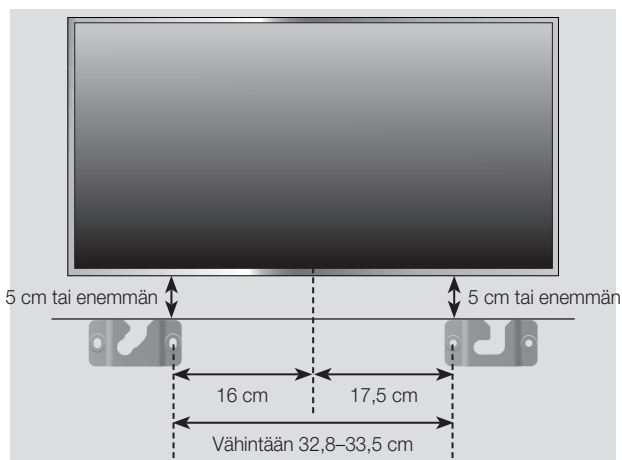 5 cm tai enemmän
5 cm tai enemmän
16 cm
17,5 cm
Vähintään 32,8–33,5 cm